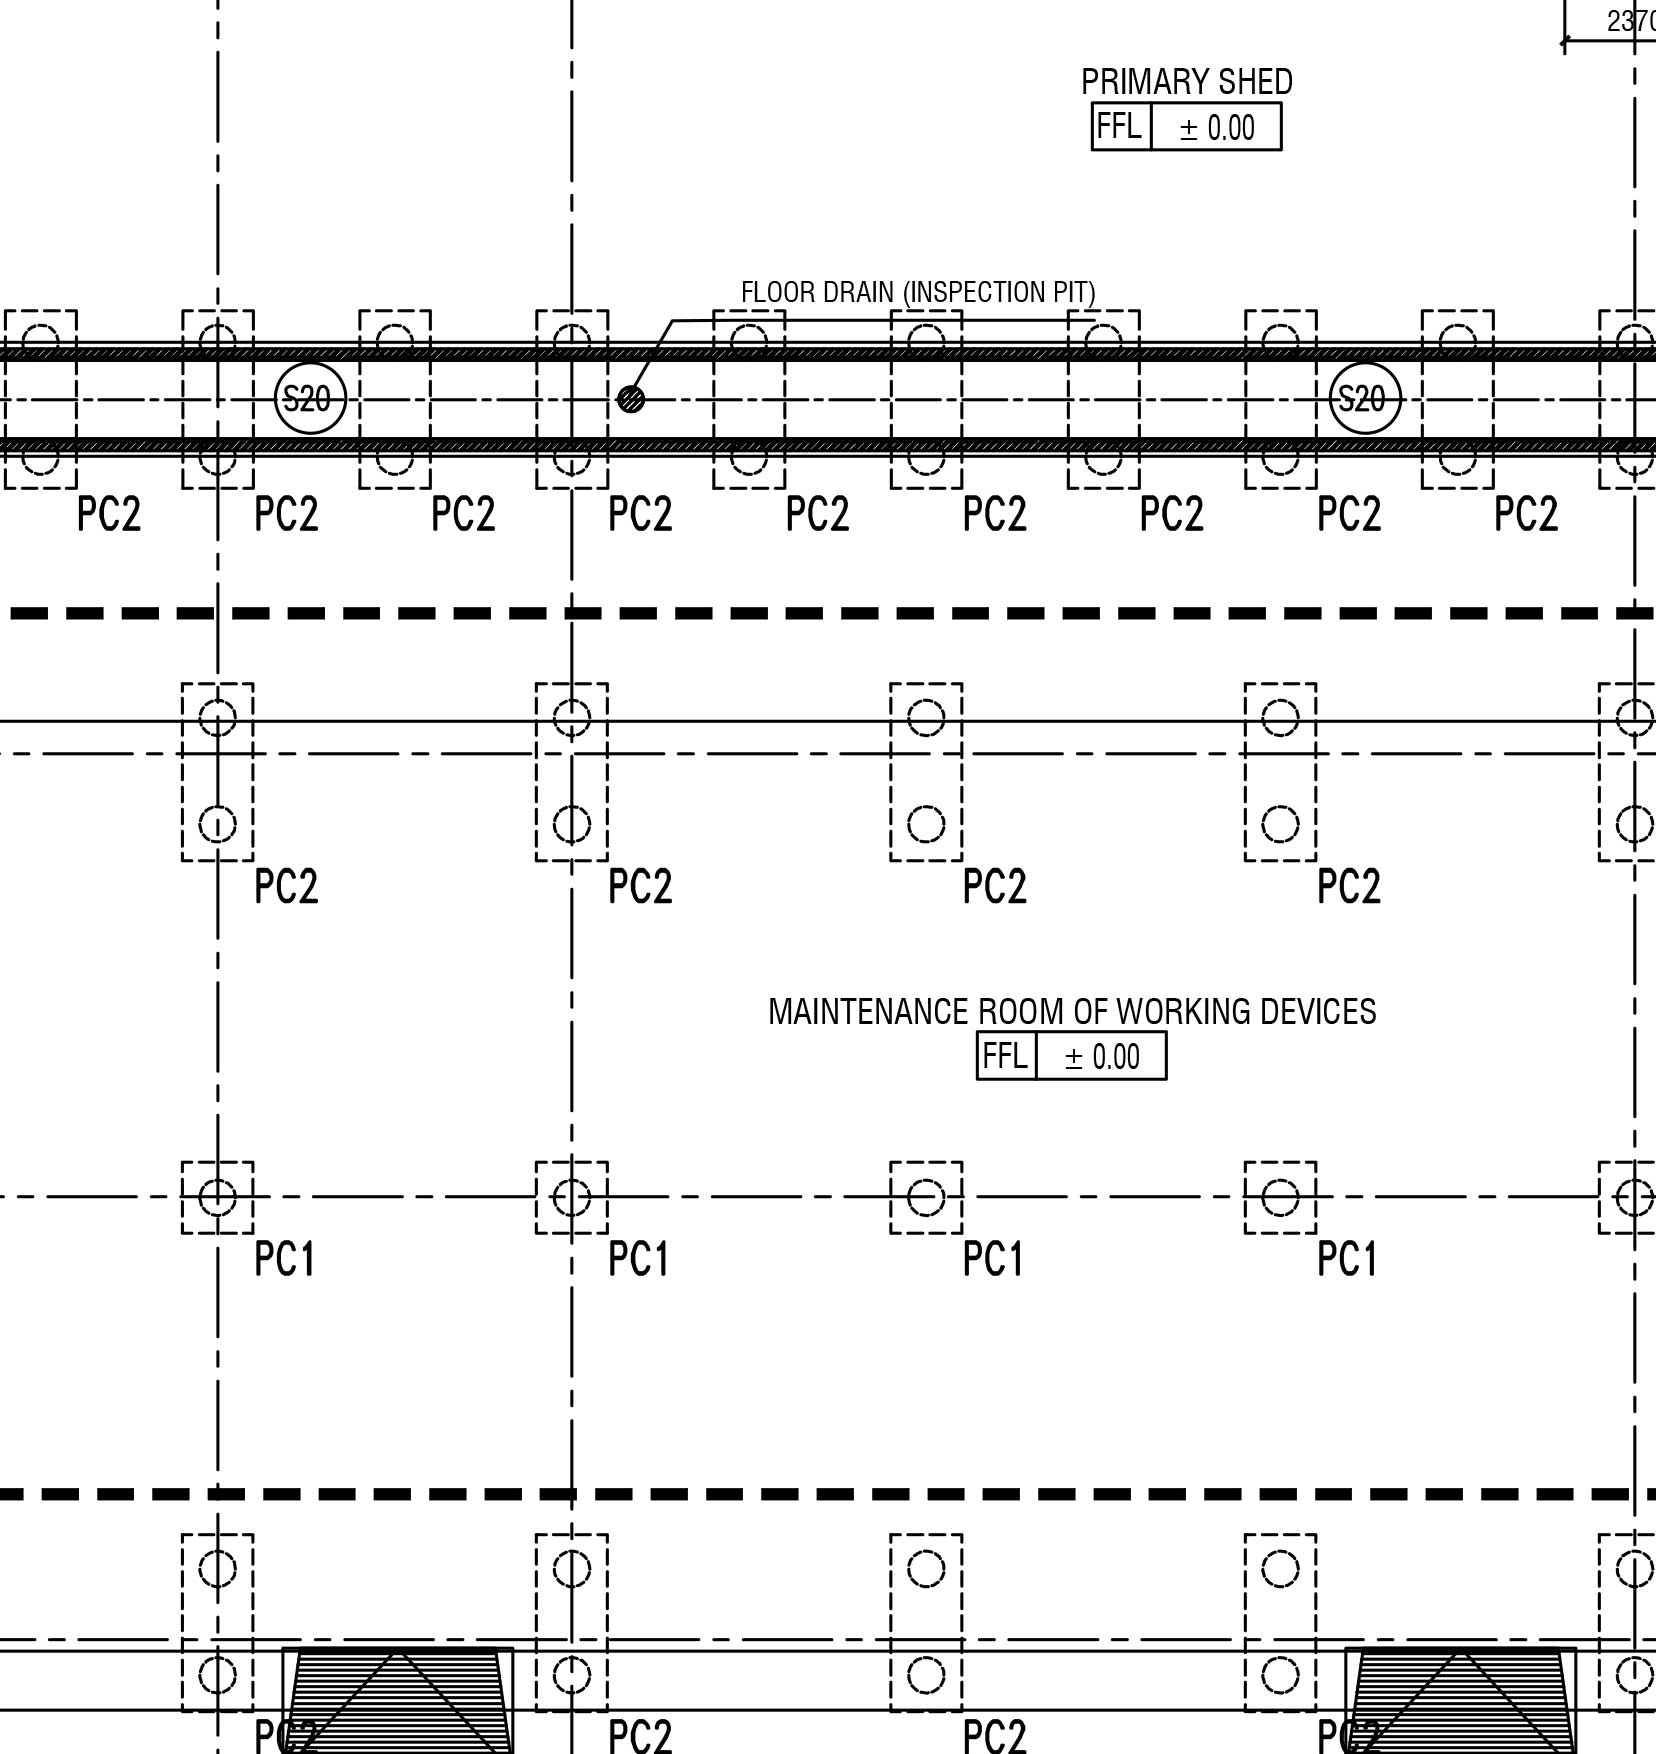 2370
PRIMARY SHED
FFL ± 0.00
FLOOR DRAIN (INSPECTION PIT)
S20 S20
PC2 PC2 PC2 PC2 PC2 PC2 PC2 PC2 PC2
PC2 PC2 PC2 PC2
MAINTENANCE ROOM OF WORKING DEVICES
FFL ± 0.00
PC1 PC1 PC1 PC1
PC2 PC2 PC2 PC2